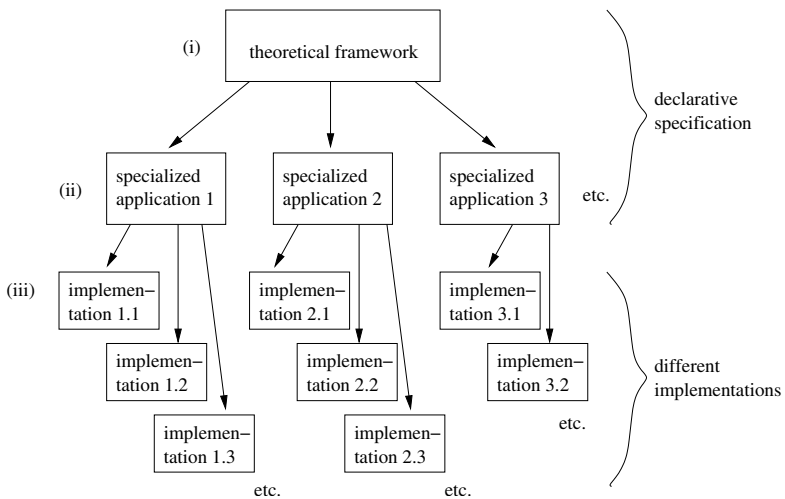 (i)
theoretical framework
declarative
specification
(ii)
specialized
application 1
specialized
application 2
specialized
application 3
etc.
(iii)
implemen−
tation 1.1
implemen−
tation 2.1
implemen−
tation 3.1
implemen−
tation 1.2
implemen−
tation 2.2
implemen−
tation 3.2
different
implementations
implemen−
tation 1.3
implemen−
tation 2.3
etc.
etc.
etc.